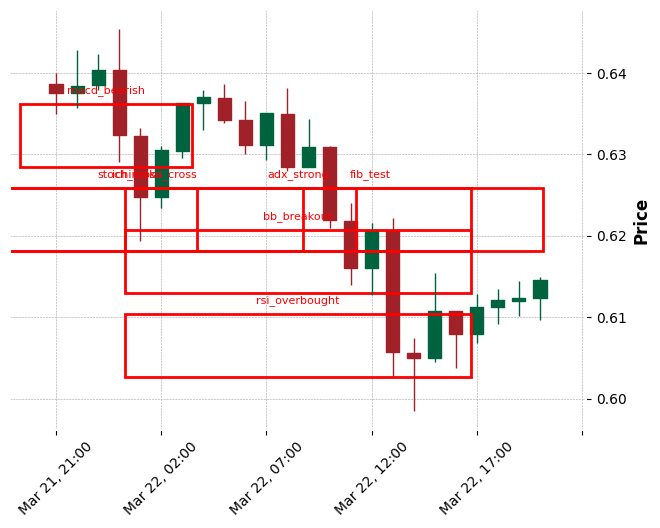 macd_bearish
adx_strong
fib_test
bb_breakout
rsi_overbought
0.64
0.63
0.62
0.61
0.60
Price
Mar 21, 21:00
Mar 22, 02:00
Mar 22, 07:00
Mar 22, 12:00
Mar 22, 17:00